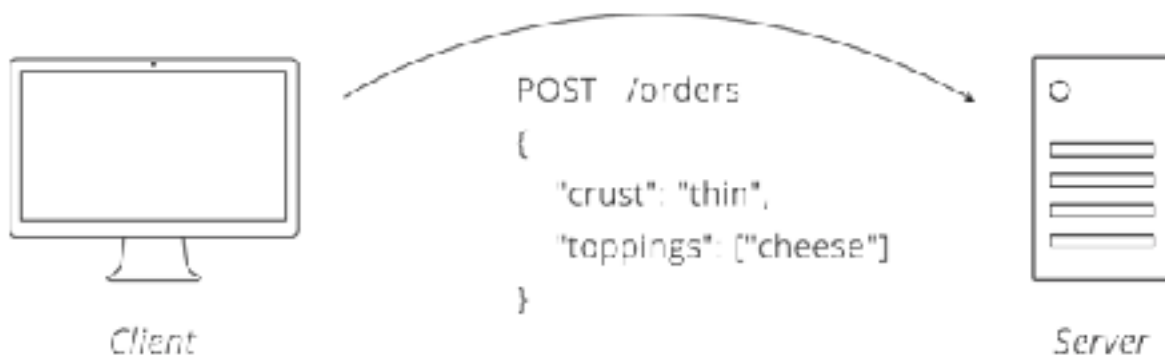 POST /orders
{
"crust": "thin",
"toppings": ["cheese"]
}
Client
Server